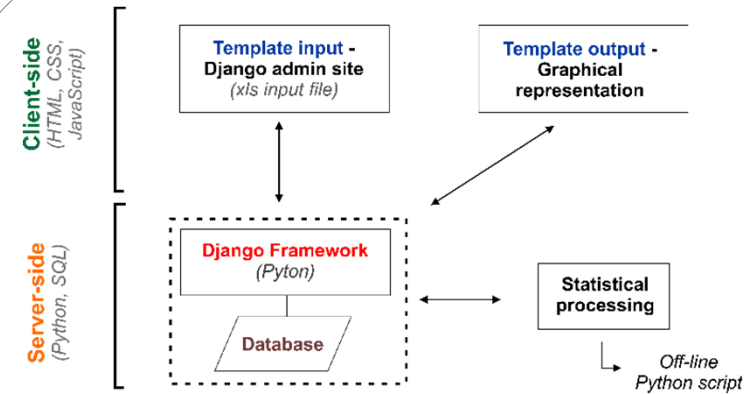 Client-side
(HTML, CSS,
JavaScript)
Template input -
Django admin site
(xls input file)
Template output -
Graphical
representation
Server-side
(Python, SQL)
Django Framework
(Pyton)
Database
Statistical
processing
Off-line
Python script